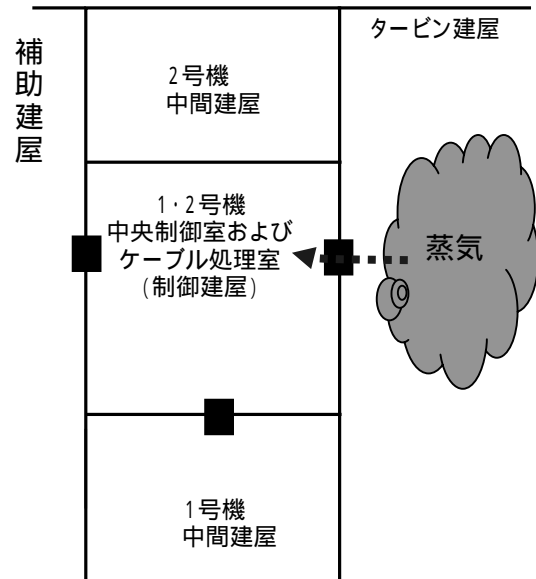 タービン建屋
補助建屋
2号機
中間建屋
1・2号機
中央制御室および
ケーブル処理室
(制御建屋)
蒸気
1号機
中間建屋